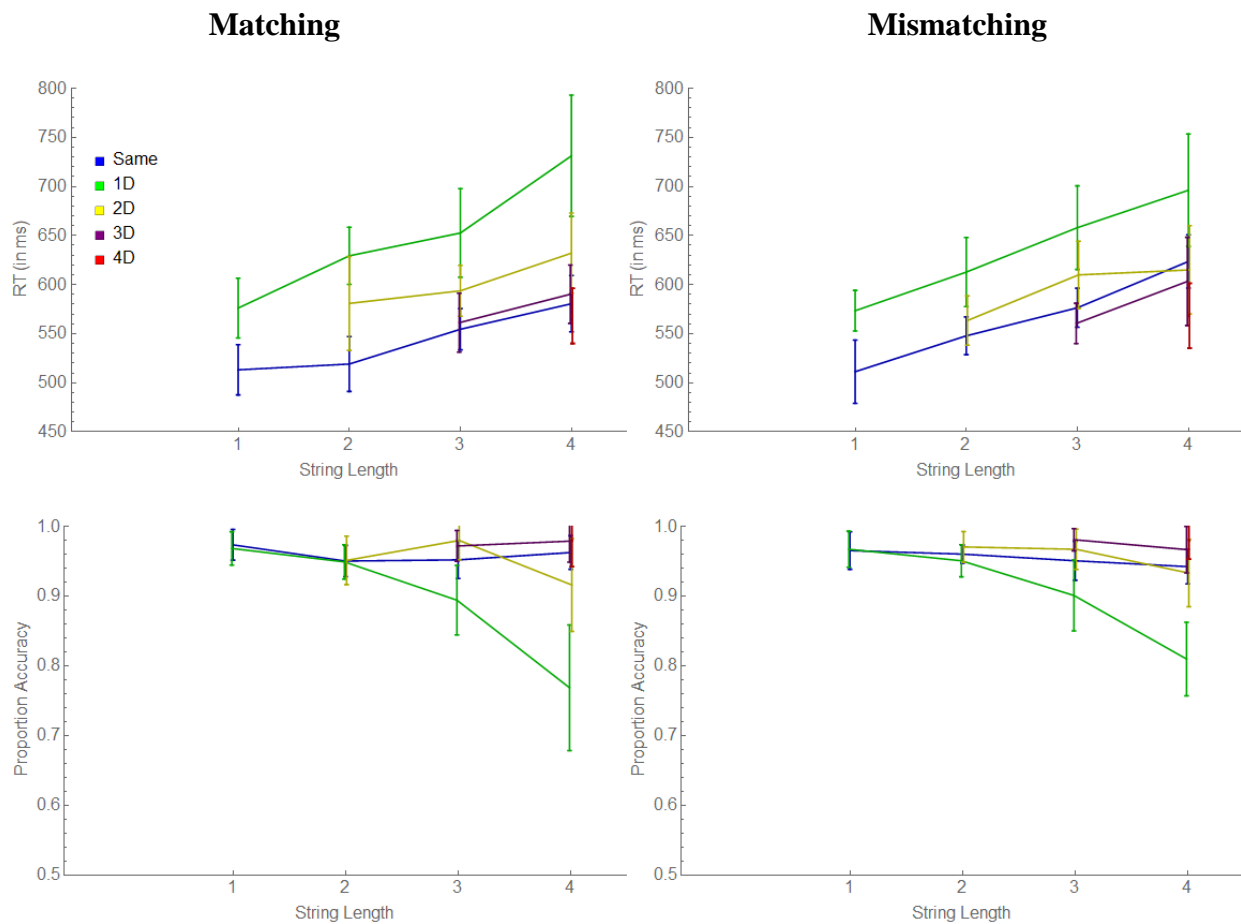 Matching
Mismatching
800
750
700
650
600
550
500
450
RT (in ms)
Same
1D
2D
3D
4D
1 2 3 4
String Length
800
750
700
650
600
550
500
450
RT (in ms)
1 2 3 4
String Length
1.0
0.9
0.8
0.7
0.6
0.5
Proportion Accuracy
1 2 3 4
String Length
1.0
0.9
0.8
0.7
0.6
0.5
Proportion Accuracy
1 2 3 4
String Length